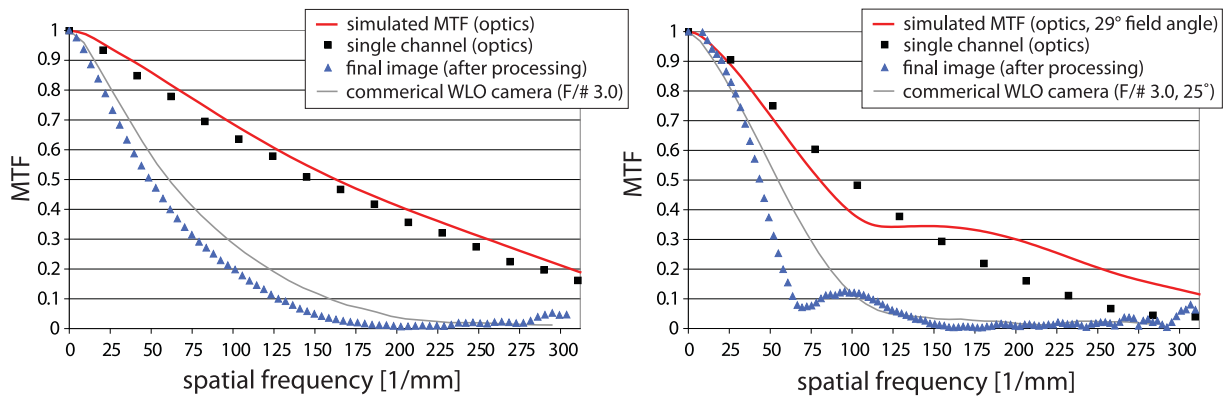 simulated MTF (optics)
single channel (optics)
final image (after processing)
commerical WLO camera (F/# 3.0)
MTF
1
0.9
0.8
0.7
0.6
0.5
0.4
0.3
0.2
0.1
0
0 25 50 75 100 125 150 175 200 225 250 275 300
spatial frequency [1/mm]
simulated MTF (optics, 29° field angle)
single channel (optics)
final image (after processing)
commerical WLO camera (F/# 3.0, 25˚)
MTF
1
0.9
0.8
0.7
0.6
0.5
0.4
0.3
0.2
0.1
0
0 25 50 75 100 125 150 175 200 225 250 275 300
spatial frequency [1/mm]